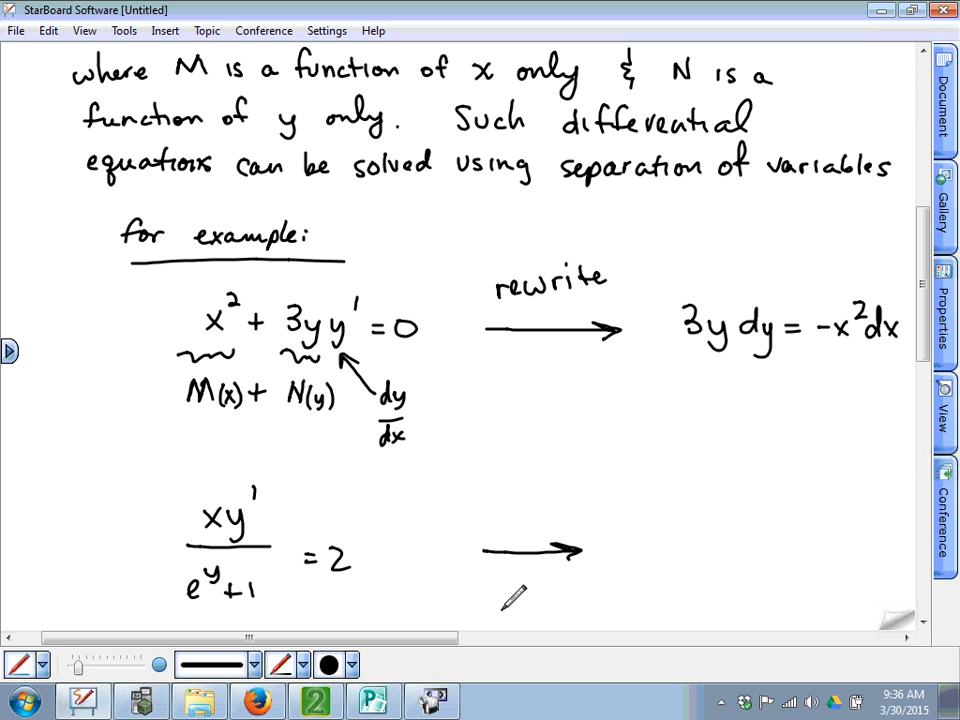 StarBoard Software [Untitled]
File Edit View Tools Insert Topic Conference Settings Help
where M is a function of x only & N is a
function of y only. Such differential
equations can be solved using separation of variables
for example:
x² + 3yy' = 0 rewrite → 3y dy = -x²dx
M(x) + N(y) dy/dx
xy'/(e^y+1) = 2 →
Document
Gallery
Properties
View
Conference
2
9:36 AM
3/30/2015